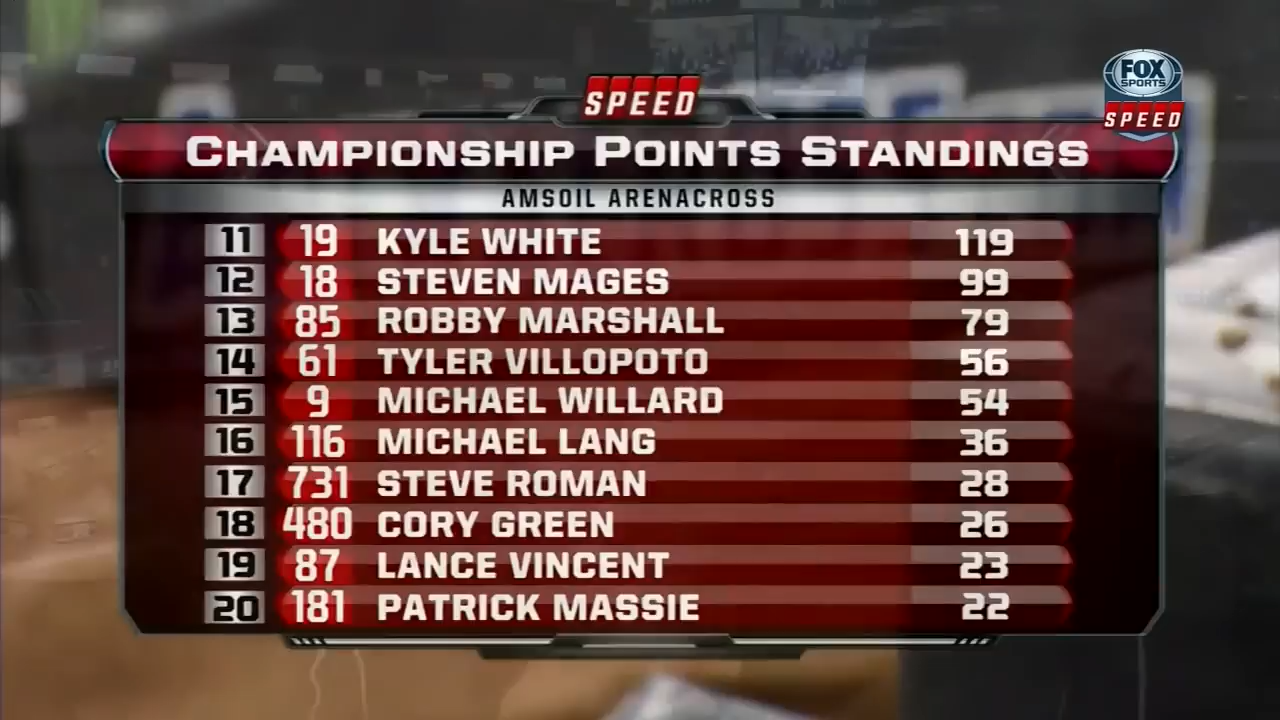 FOX
SPORTS
SPEED
SPEED
CHAMPIONSHIP POINTS STANDINGS
AMSOIL ARENACROSS
11 19 KYLE WHITE 119
12 18 STEVEN MAGES 99
13 85 ROBBY MARSHALL 79
14 61 TYLER VILLOPOTO 56
15 9 MICHAEL WILLARD 54
16 116 MICHAEL LANG 36
17 731 STEVE ROMAN 28
18 480 CORY GREEN 26
19 87 LANCE VINCENT 23
20 181 PATRICK MASSIE 22